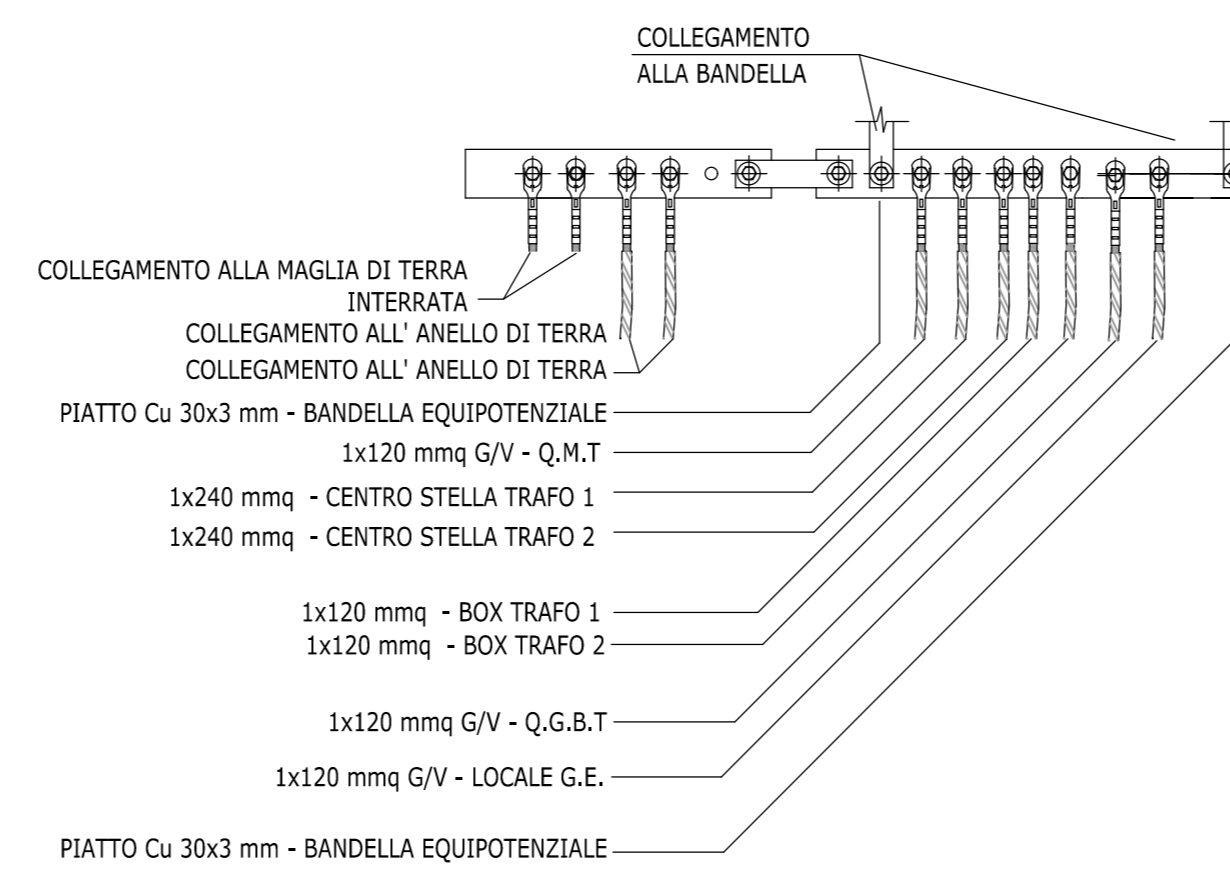 COLLEGAMENTO
ALLA BANDELLA
COLLEGAMENTO ALLA MAGLIA DI TERRA
INTERRATA
COLLEGAMENTO ALL' ANELLO DI TERRA
COLLEGAMENTO ALL' ANELLO DI TERRA
PIATTO Cu 30x3 mm - BANDELLA EQUIPOTENZIALE
1x120 mmq G/V - Q.M.T
1x240 mmq - CENTRO STELLA TRAFO 1
1x240 mmq - CENTRO STELLA TRAFO 2
1x120 mmq - BOX TRAFO 1
1x120 mmq - BOX TRAFO 2
1x120 mmq G/V - Q.G.B.T
1x120 mmq G/V - LOCALE G.E.
PIATTO Cu 30x3 mm - BANDELLA EQUIPOTENZIALE